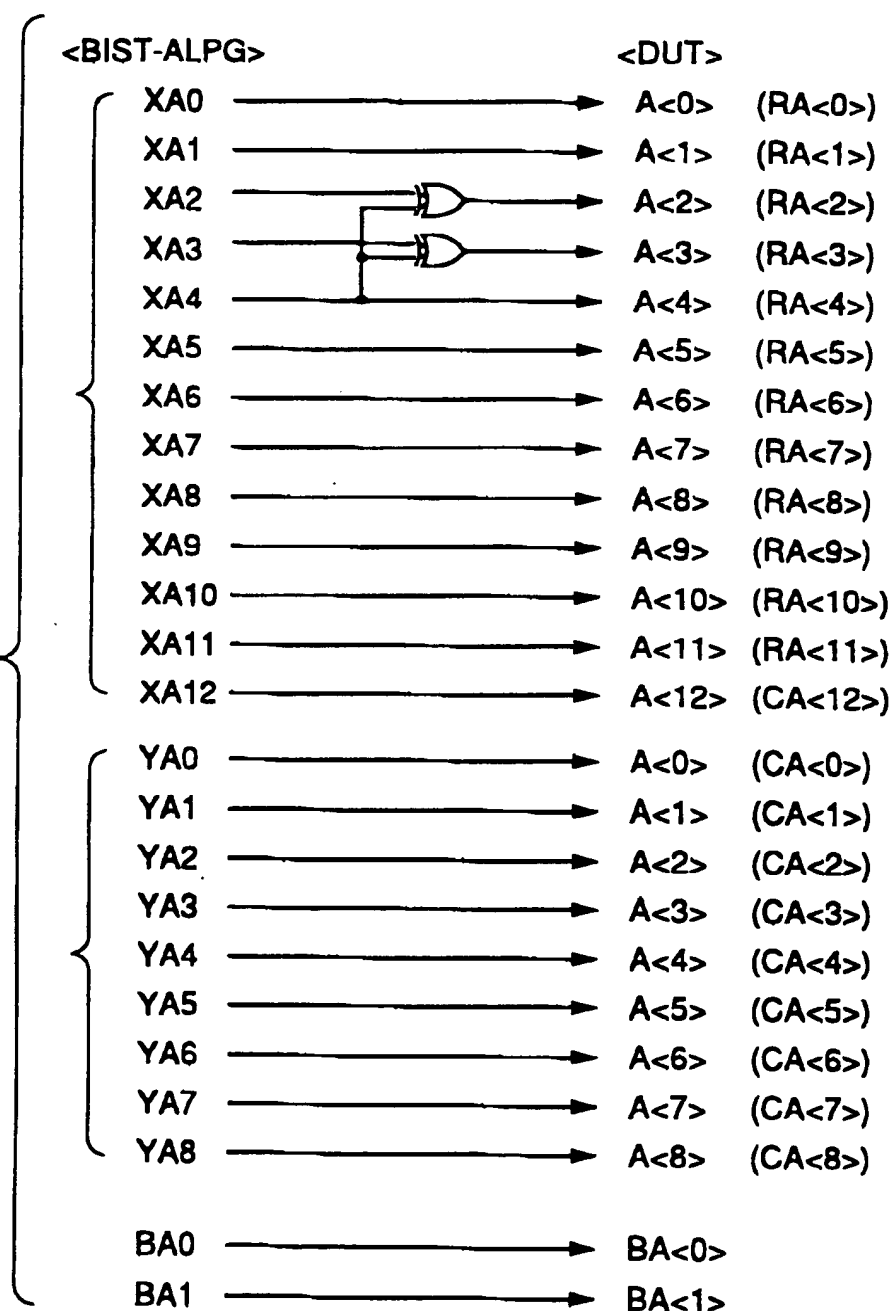 <BIST-ALPG> <DUT>
XA0 A<0> (RA<0>)
XA1 A<1> (RA<1>)
XA2 A<2> (RA<2>)
XA3 A<3> (RA<3>)
XA4 A<4> (RA<4>)
XA5 A<5> (RA<5>)
XA6 A<6> (RA<6>)
XA7 A<7> (RA<7>)
XA8 A<8> (RA<8>)
XA9 A<9> (RA<9>)
XA10 A<10> (RA<10>)
XA11 A<11> (RA<11>)
XA12 A<12> (CA<12>)
YA0 A<0> (CA<0>)
YA1 A<1> (CA<1>)
YA2 A<2> (CA<2>)
YA3 A<3> (CA<3>)
YA4 A<4> (CA<4>)
YA5 A<5> (CA<5>)
YA6 A<6> (CA<6>)
YA7 A<7> (CA<7>)
YA8 A<8> (CA<8>)
BA0 BA<0>
BA1 BA<1>